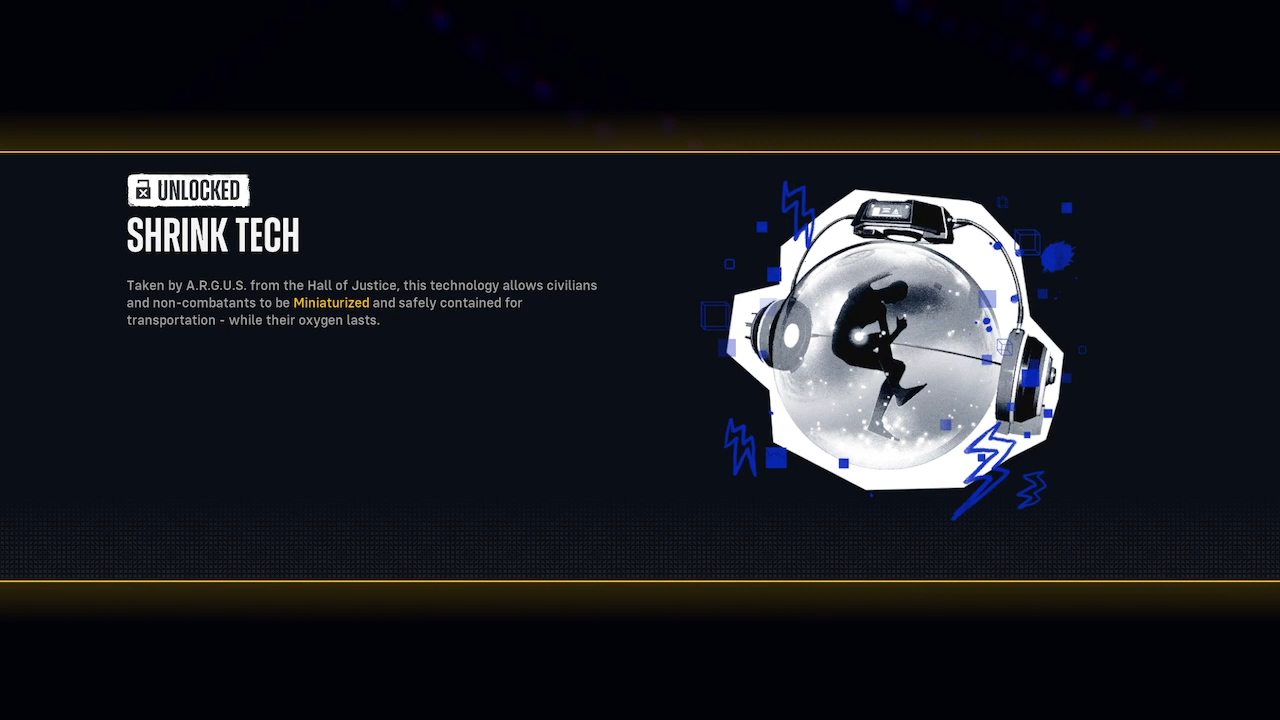 UNLOCKED
SHRINK TECH
Taken by A.R.G.U.S. from the Hall of Justice, this technology allows civilians
and non-combatants to be Miniaturized and safely contained for
transportation - while their oxygen lasts.